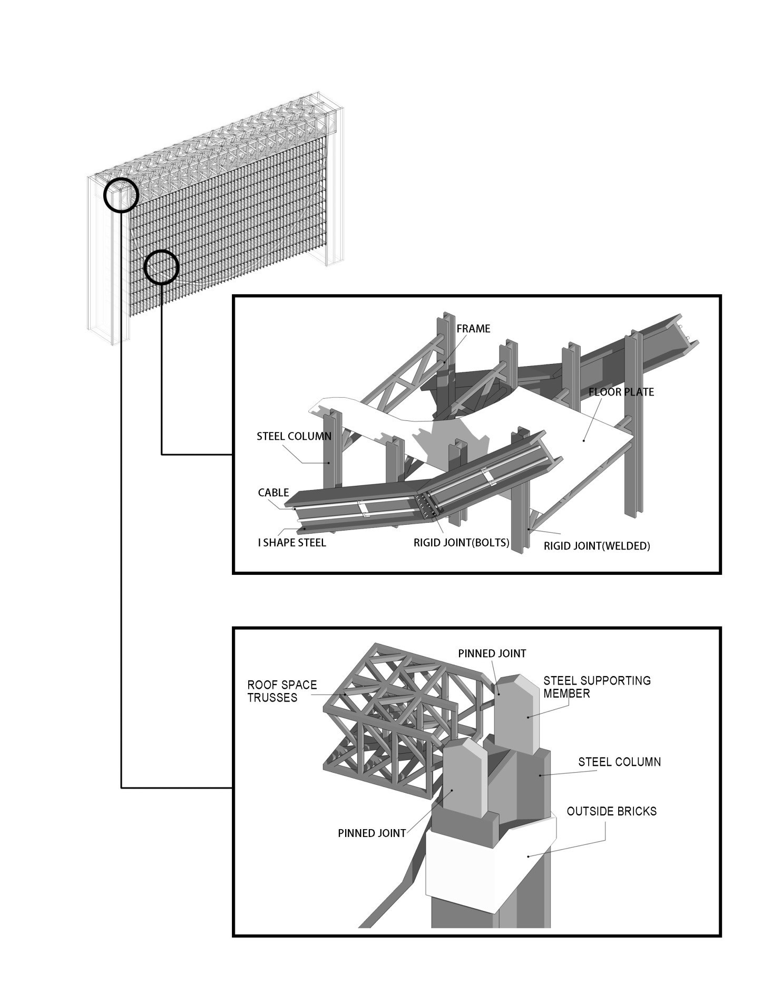 FRAME
FLOOR PLATE
STEEL COLUMN
CABLE
I SHAPE STEEL
RIGID JOINT(BOLTS)
RIGID JOINT(WELDED)
PINNED JOINT
STEEL SUPPORTING
MEMBER
ROOF SPACE
TRUSSES
STEEL COLUMN
OUTSIDE BRICKS
PINNED JOINT